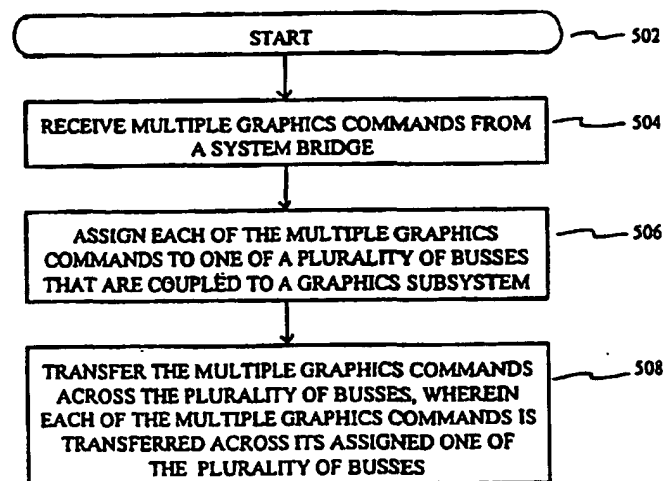 START
502
RECEIVE MULTIPLE GRAPHICS COMMANDS FROM
A SYSTEM BRIDGE
504
ASSIGN EACH OF THE MULTIPLE GRAPHICS
COMMANDS TO ONE OF A PLURALITY OF BUSSES
THAT ARE COUPLED TO A GRAPHICS SUBSYSTEM
506
TRANSFER THE MULTIPLE GRAPHICS COMMANDS
ACROSS THE PLURALITY OF BUSSES, WHEREIN
EACH OF THE MULTIPLE GRAPHICS COMMANDS IS
TRANSFERRED ACROSS ITS ASSIGNED ONE OF
THE PLURALITY OF BUSSES
508